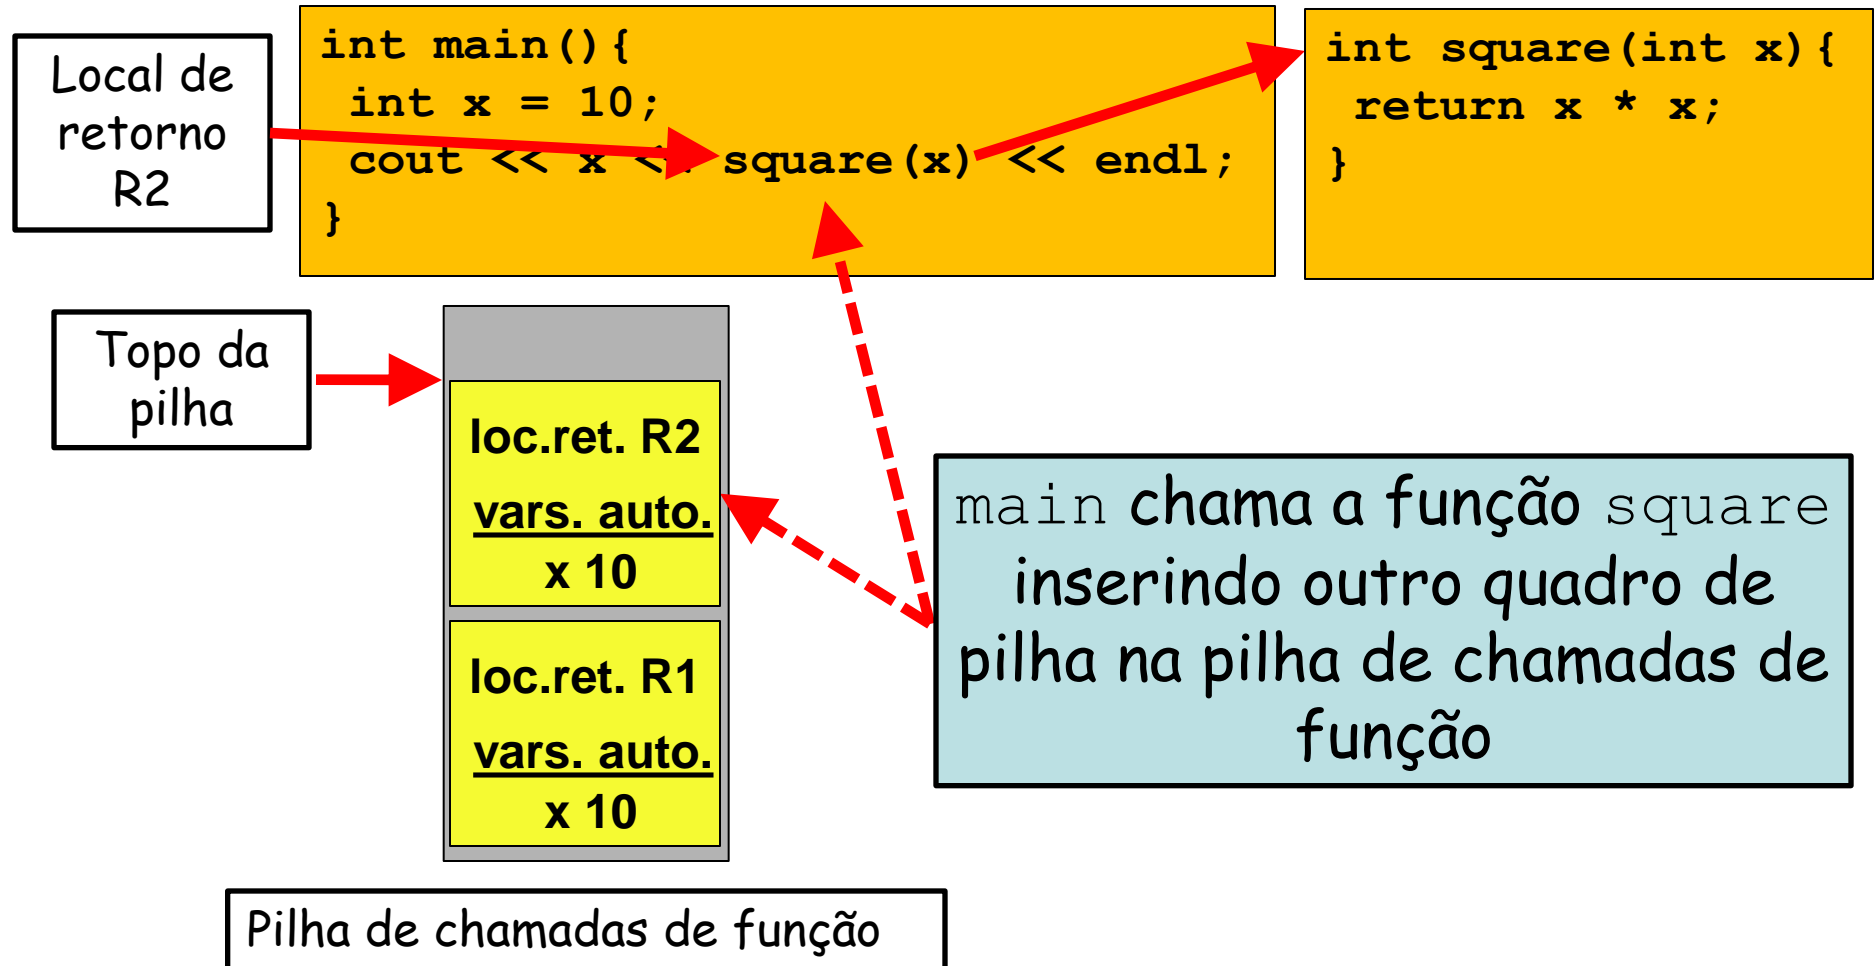 Local de
retorno
R2
int main(){
int x = 10;
cout << x << square(x) << endl;
}
int square(int x){
return x * x;
}
Topo da
pilha
loc.ret. R2
vars. auto.
x 10
loc.ret. R1
vars. auto.
x 10
main chama a função square
inserindo outro quadro de
pilha na pilha de chamadas de
função
Pilha de chamadas de função